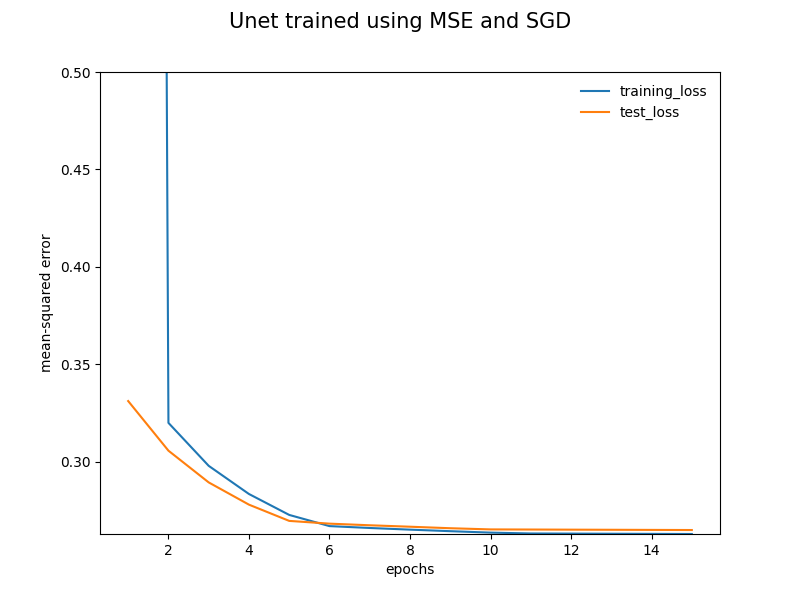 Unet trained using MSE and SGD
training_loss
test_loss
0.50
0.45
0.40
0.35
0.30
mean-squared error
2 4 6 8 10 12 14
epochs